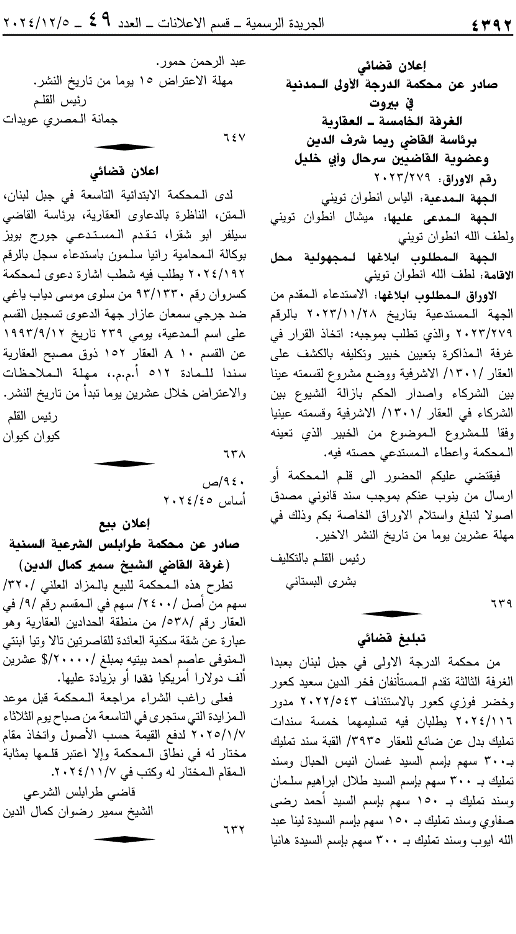 ٤٣٩٢
الجريدة الرسمية – قسم الاعلانات – العدد ٤٩ – ٢٠٢٤/١٢/٥
إعلان قضائي
صادر عن محكمة الدرجة الأولى المدنية
في بيروت
الغرفة الخامسة – العقارية
برئاسة القاضي ريما شرف الدين
وعضوية القاضيين سرحال وأبي خليل
رقم الاوراق: ٢٠٢٣/٢٧٩
الجهة المدعية: الياس انطوان تويني
الجهة المدعى عليها: ميشال انطوان تويني
ولطف الله انطوان تويني
الجهة المطلوب ابلاغها لمجهولية محل
الاقامة: لطف الله انطوان تويني
الاوراق المطلوب ابلاغها: الاستدعاء المقدم من
الجهة المستدعية بتاريخ ٢٠٢٣/١١/٢٨ بالرقم
٢٠٢٣/٢٧٩ والذي تطلب بموجبه: اتخاذ القرار في
غرفة المذاكرة بتعيين خبير وتكليفه بالكشف على
العقار /١٣٠١/ الاشرفية ووضع مشروع لقسمته عينا
بين الشركاء واصدار الحكم بازالة الشيوع بين
الشركاء في العقار /١٣٠١/ الاشرفية وقسمته عينيا
وفقا للمشروع الموضوع من الخبير الذي تعينه
المحكمة واعطاء المستدعي حصته فيه.
فيقتضي عليكم الحضور الى قلم المحكمة أو
ارسال من ينوب عنكم بموجب سند قانوني مصدق
اصولا لتبلغ واستلام الاوراق الخاصة بكم وذلك في
مهلة عشرين يوما من تاريخ النشر الاخير.
رئيس القلم بالتكليف
بشرى البستاني
٦٣٩
تبليغ قضائي
من محكمة الدرجة الاولى في جبل لبنان بعبدا
الغرفة الثالثة تقدم المستأنفان فخر الدين سعيد كعور
وخضر فوزي كعور بالاستئناف ٢٠٢٢/٥٤٣ مدور
٢٠٢٤/١١٦ يطلبان فيه تسليمهما خمسة سندات
تمليك بدل عن ضائع للعقار ٣٩٣٥/ القبة سند تمليك
بـ ٣٠٠ سهم بإسم السيد غسان انيس الحبال وسند
تمليك بـ ٣٠٠ سهم بإسم السيد طلال ابراهيم سلمان
وسند تمليك بـ ١٥٠ سهم بإسم السيد أحمد رضى
صفاوي وسند تمليك بـ ١٥٠ سهم بإسم السيدة لينا عبد
الله ايوب وسند تمليك بـ ٣٠٠ سهم بإسم السيدة هانيا
عبد الرحمن حمور.
مهلة الاعتراض ١٥ يوما من تاريخ النشر.
رئيس القلم
جمانة المصري عويدات
٦٤٧
اعلان قضائي
لدى المحكمة الابتدائية التاسعة في جبل لبنان،
المتن، الناظرة بالدعاوى العقارية، برئاسة القاضي
سيلفر ابو شقرا، تقدم المستدعي جورج بويز
بوكالة المحامية رانيا سلمون باستدعاء سجل بالرقم
٢٠٢٤/١٩٢ يطلب فيه شطب اشارة دعوى لمحكمة
كسروان رقم ٩٣/١٣٣٠ من سلوى موسى دياب ياغي
ضد جرجي سمعان عازار جهة الدعوى تسجيل القسم
على اسم المدعية، يومي ٢٣٩ تاريخ ١٩٩٣/٩/١٢
عن القسم ١٠ A العقار ١٥٢ ذوق مصبح العقارية
سندا للمادة ٥١٢ أ.م.م.، مهلة الملاحظات
والاعتراض خلال عشرين يوما تبدأ من تاريخ النشر.
رئيس القلم
كيوان كيوان
٦٣٨
٩٤٠/ص
أساس ٢٠٢٤/٤٥
إعلان بيع
صادر عن محكمة طرابلس الشرعية السنية
(غرفة القاضي الشيخ سمير كمال الدين)
تطرح هذه المحكمة للبيع بالمزاد العلني /٣٢٠/
سهم من أصل /٢٤٠٠/ سهم في المقسم رقم /٩/ في
العقار رقم /٥٣٨/ من منطقة الحدادين العقارية وهو
عبارة عن شقة سكنية العائدة للقاصرتين تالا وتيا ابنتي
المتوفى عاصم احمد بيتيه بمبلغ /٢٠٠٠٠/$ عشرين
ألف دولارا أمريكيا نقدا أو بزيادة عليها.
فعلى راغب الشراء مراجعة المحكمة قبل موعد
المزايدة التي ستجرى في التاسعة من صباح يوم الثلاثاء
٢٠٢٥/١/٧ لدفع القيمة حسب الأصول واتخاذ مقام
مختار له في نطاق المحكمة وإلا اعتبر قلمها بمثابة
المقام المختار له وكتب في ٢٠٢٤/١١/٧.
قاضي طرابلس الشرعي
الشيخ سمير رضوان كمال الدين
٦٣٢